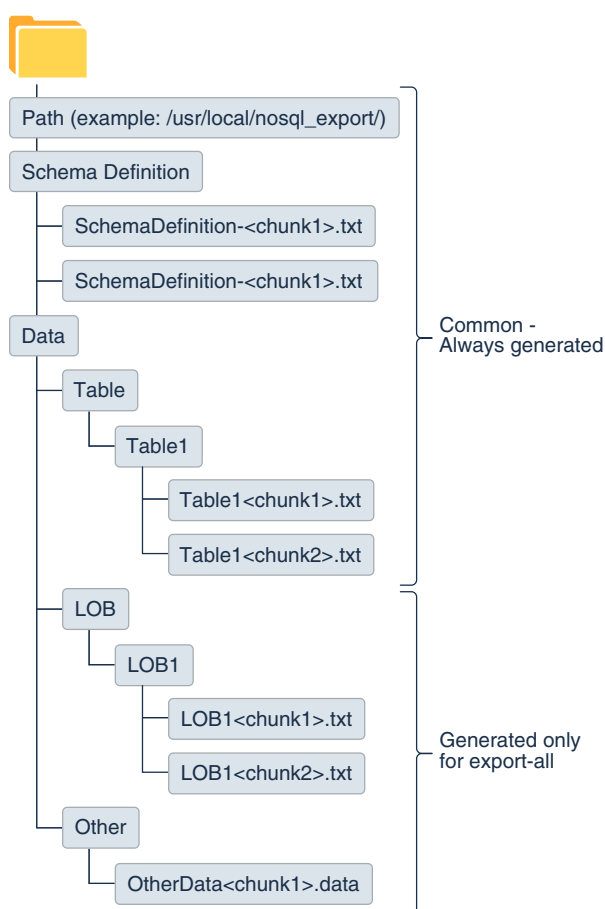 Path (example: /usr/local/nosql_export/)
Schema Definition
SchemaDefinition-<chunk1>.txt
SchemaDefinition-<chunk1>.txt
Data
Table
Table1
Table1<chunk1>.txt
Table1<chunk2>.txt
Common -
Always generated
LOB
LOB1
LOB1<chunk1>.txt
LOB1<chunk2>.txt
Other
OtherData<chunk1>.data
Generated only
for export-all